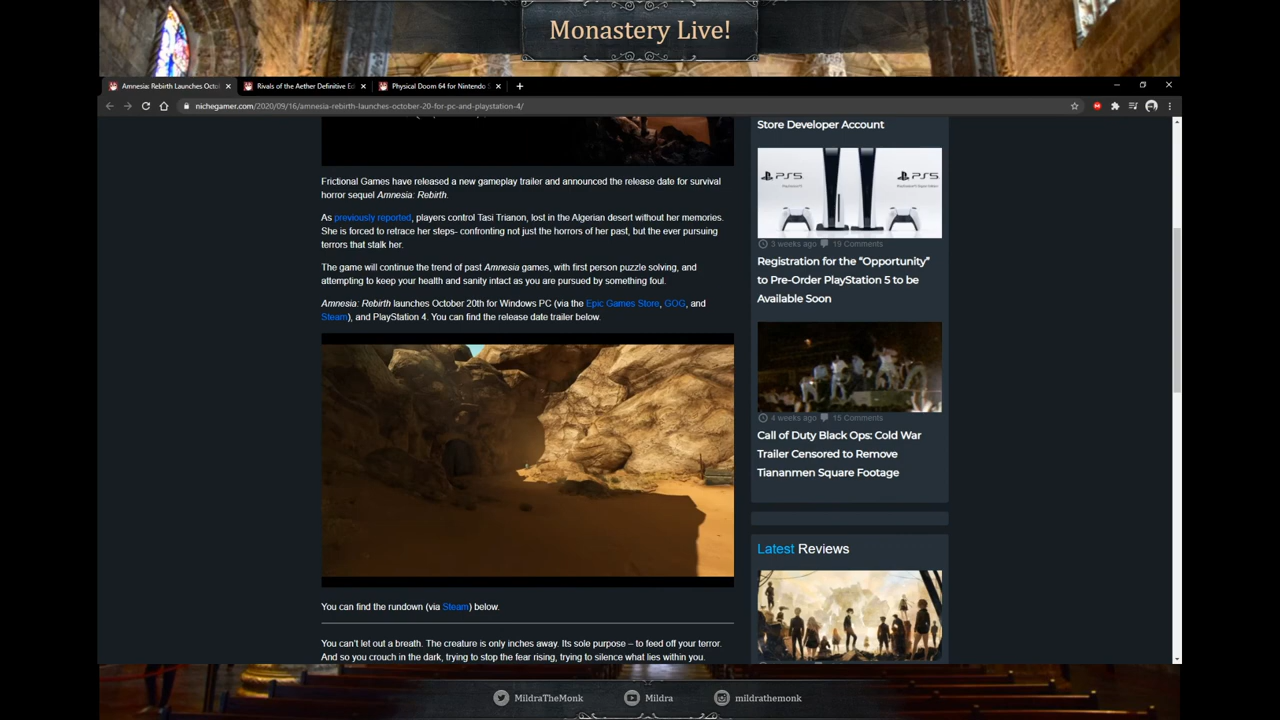 Monastery Live!
Amnesia: Rebirth Launches Octo
Rivals of the Aether Definitive Ed
Physical Doom 64 for Nintendo S
nichegamer.com/2020/09/16/amnesia-rebirth-launches-october-20-for-pc-and-playstation-4/
Frictional Games have released a new gameplay trailer and announced the release date for survival
horror sequel Amnesia: Rebirth.
As previously reported, players control Tasi Trianon, lost in the Algerian desert without her memories.
She is forced to retrace her steps- confronting not just the horrors of her past, but the ever pursuing
terrors that stalk her.
The game will continue the trend of past Amnesia games, with first person puzzle solving, and
attempting to keep your health and sanity intact as you are pursued by something foul.
Amnesia: Rebirth launches October 20th for Windows PC (via the Epic Games Store, GOG, and
Steam), and PlayStation 4. You can find the release date trailer below.
You can find the rundown (via Steam) below.
You can't let out a breath. The creature is only inches away. Its sole purpose – to feed off your terror.
And so you crouch in the dark, trying to stop the fear rising, trying to silence what lies within you.
Store Developer Account
PS5
PS5
3 weeks ago 19 Comments
Registration for the “Opportunity”
to Pre-Order PlayStation 5 to be
Available Soon
4 weeks ago 15 Comments
Call of Duty Black Ops: Cold War
Trailer Censored to Remove
Tiananmen Square Footage
Latest Reviews
MildraTheMonk
Mildra
mildrathemonk